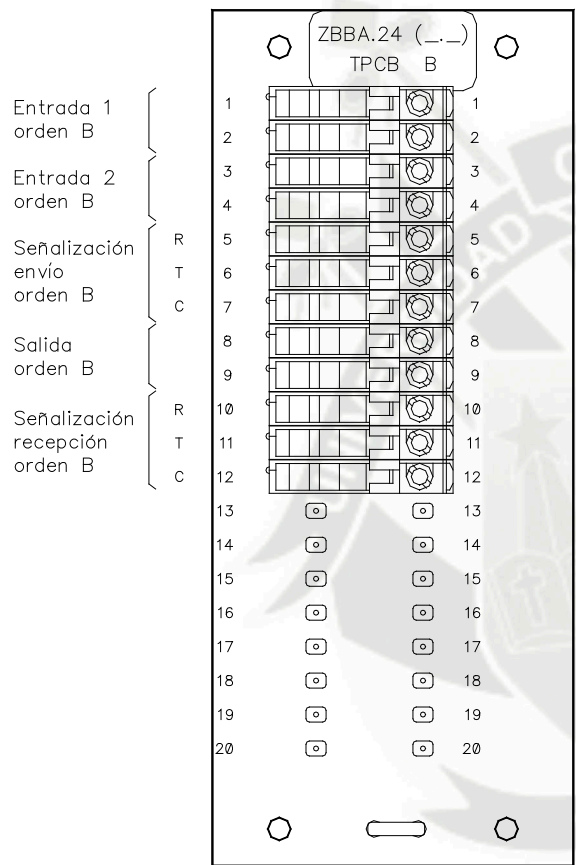 ZBBA.24 (_._)
TPCB B
Entrada 1
orden B
1 1
2 2
Entrada 2
orden B
3 3
4 4
Señalización
envío
orden B
R 5 5
T 6 6
C 7 7
Salida
orden B
8 8
9 9
Señalización
recepción
orden B
R 10 10
T 11 11
C 12 12
13 13
14 14
15 15
16 16
17 17
18 18
19 19
20 20